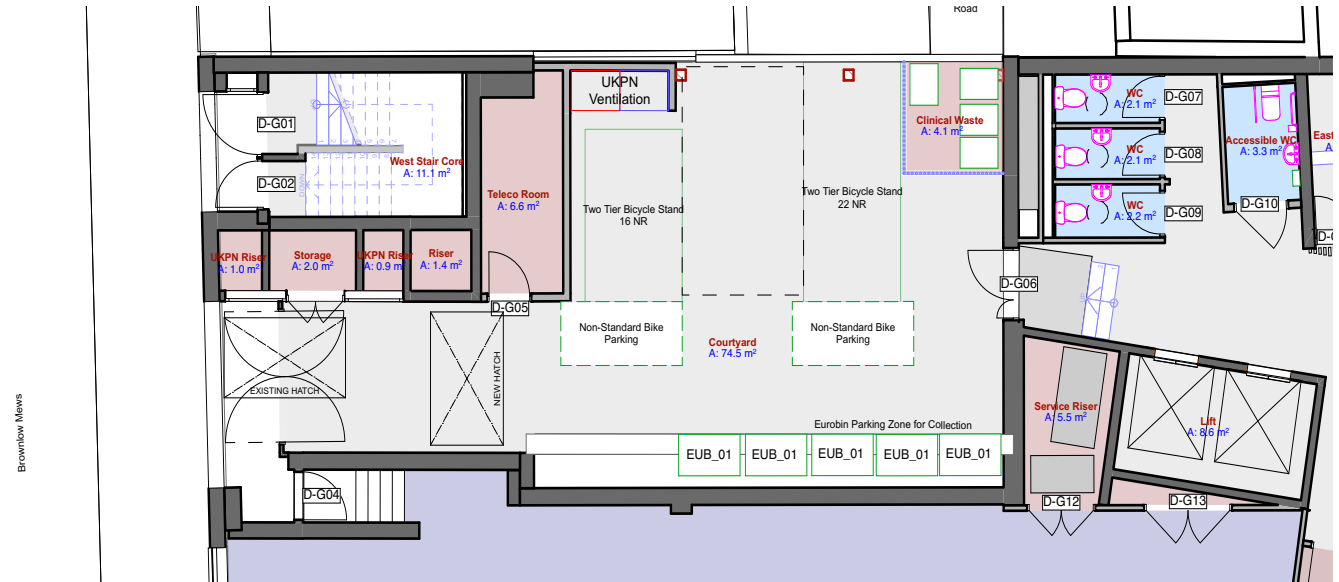 Road
UKPN
Ventilation
D-G01
D-G02
West Stair Core
A: 11.1 m²
DOWN
Teleco Room
A: 6.6 m²
Two Tier Bicycle Stand
16 NR
Two Tier Bicycle Stand
22 NR
Clinical Waste
A: 4.1 m²
WC
A: 2.1 m²
D-G07
WC
A: 2.1 m²
D-G08
WC
A: 2.2 m²
D-G09
Accessible WC
A: 3.3 m²
D-G10
East
A:
UKPN Riser
A: 1.0 m²
Storage
A: 2.0 m²
UKPN Riser
A: 0.9 m
Riser
A: 1.4 m²
D-G05
D-G06
UP
EXISTING HATCH
NEW HATCH
Non-Standard Bike
Parking
Non-Standard Bike
Parking
Courtyard
A: 74.5 m²
Service Riser
A: 5.5 m²
Lift
A: 8.6 m²
Eurobin Parking Zone for Collection
EUB_01
EUB_01
EUB_01
EUB_01
EUB_01
Brownlow Mews
D-G04
D-G12
D-G13